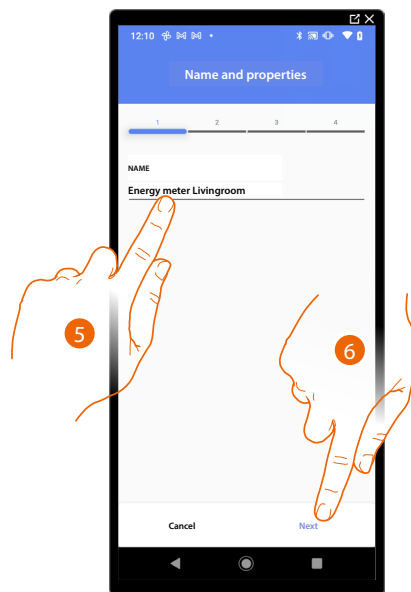 12:10
Name and properties
1 2 3 4
NAME
Energy meter Livingroom
5
6
Cancel Next